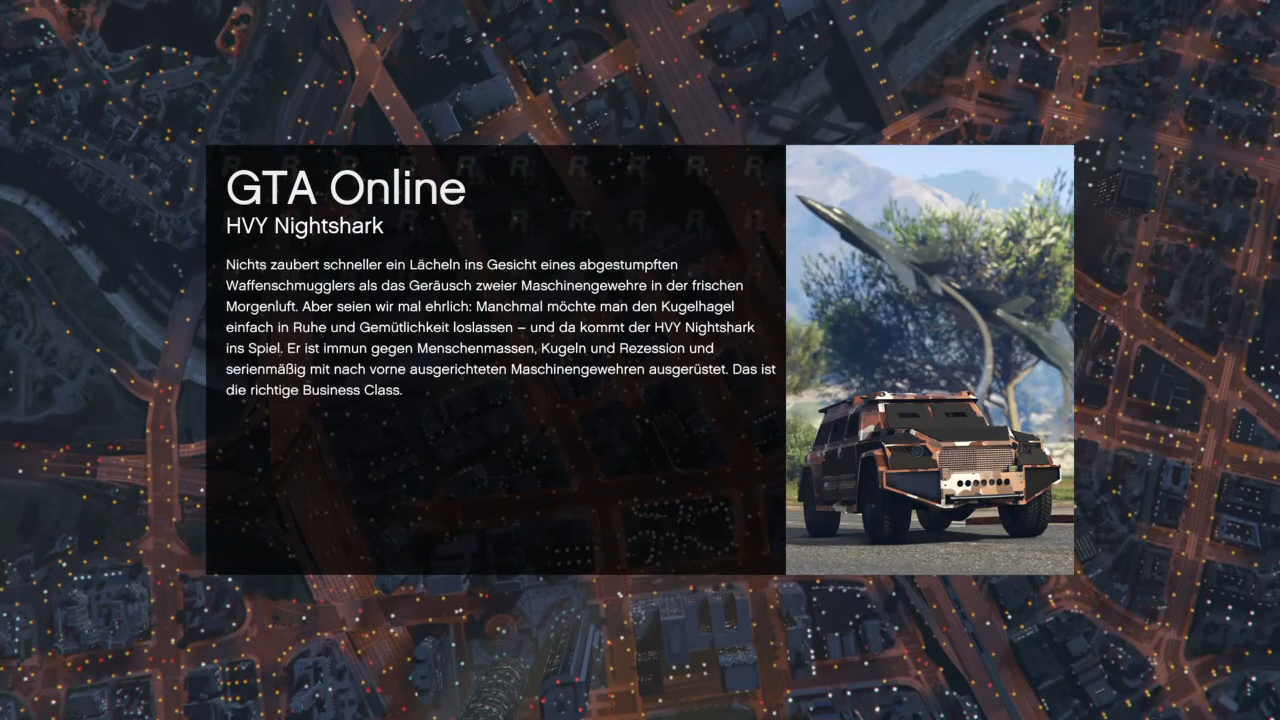 GTA Online
HVY Nightshark
Nichts zaubert schneller ein Lächeln ins Gesicht eines abgestumpften
Waffenschmugglers als das Geräusch zweier Maschinengewehre in der frischen
Morgenluft. Aber seien wir mal ehrlich: Manchmal möchte man den Kugelhagel
einfach in Ruhe und Gemütlichkeit loslassen – und da kommt der HVY Nightshark
ins Spiel. Er ist immun gegen Menschenmassen, Kugeln und Rezession und
serienmäßig mit nach vorne ausgerichteten Maschinengewehren ausgerüstet. Das ist
die richtige Business Class.